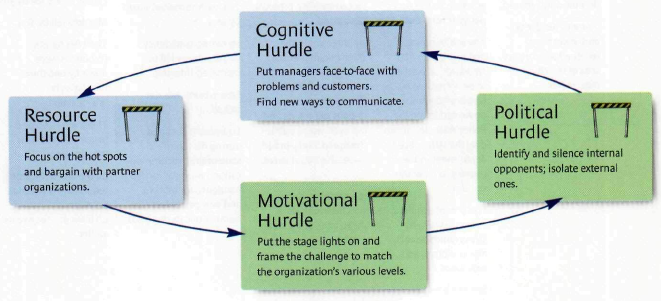 Cognitive
Hurdle
Put managers face-to-face with
problems and customers.
Find new ways to communicate.
Resource
Hurdle
Focus on the hot spots
and bargain with partner
organizations.
Political
Hurdle
Identify and silence internal
opponents; isolate external
ones.
Motivational
Hurdle
Put the stage lights on and
frame the challenge to match
the organization's various levels.